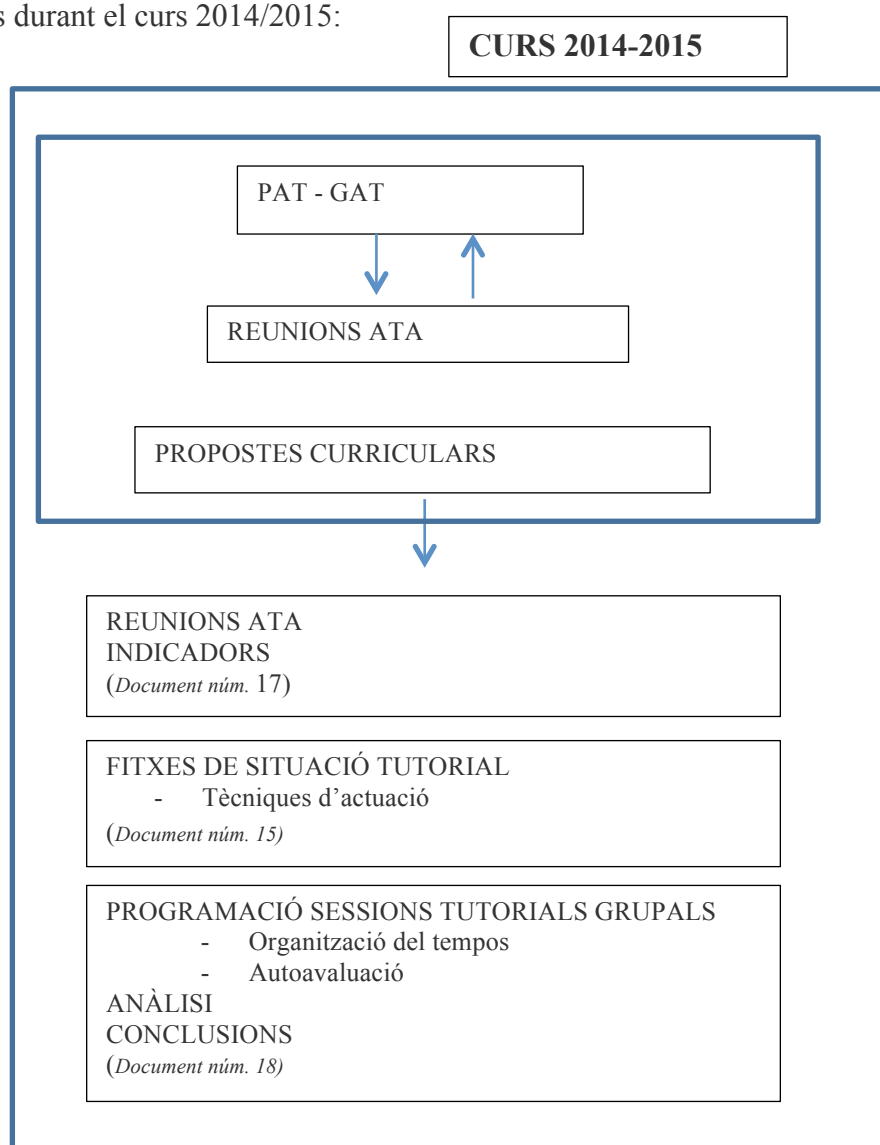 s durant el curs 2014/2015:
CURS 2014-2015
PAT - GAT
REUNIONS ATA
PROPOSTES CURRICULARS
REUNIONS ATA
INDICADORS
(Document núm. 17)
FITXES DE SITUACIÓ TUTORIAL
- Tècniques d’actuació
(Document núm. 15)
PROGRAMACIÓ SESSIONS TUTORIALS GRUPALS
- Organització del tempos
- Autoavaluació
ANÀLISI
CONCLUSIONS
(Document núm. 18)